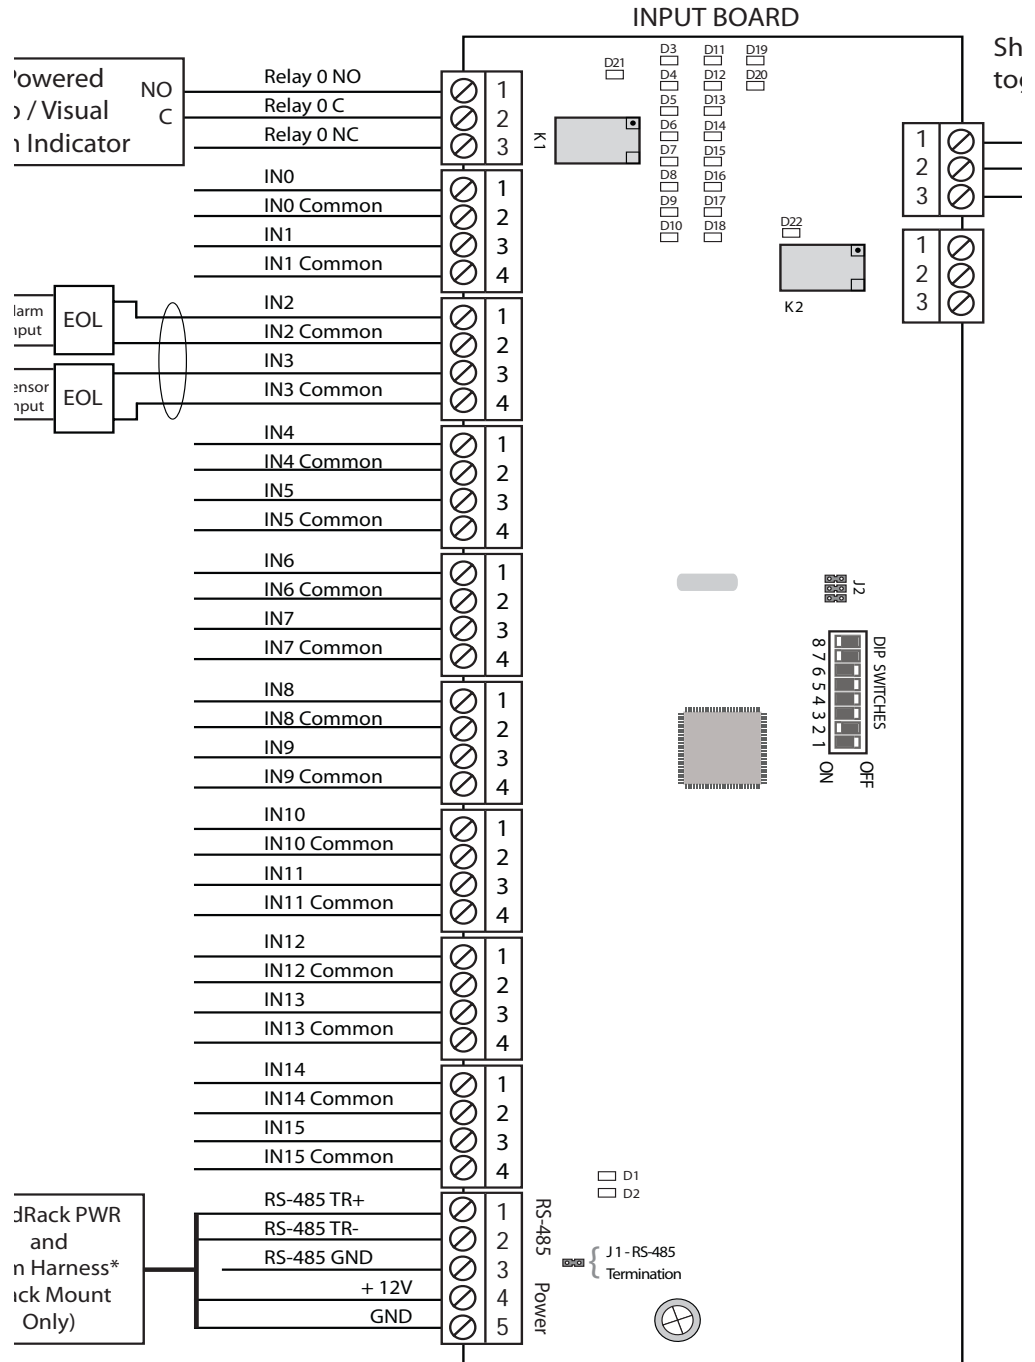 INPUT BOARD
Powered
/ Visual
Indicator
NO
C
Relay 0 NO
Relay 0 C
Relay 0 NC
1
2
3
IN0
IN0 Common
IN1
IN1 Common
1
2
3
4
EOL
EOL
IN2
IN2 Common
IN3
IN3 Common
1
2
3
4
IN4
IN4 Common
IN5
IN5 Common
1
2
3
4
IN6
IN6 Common
IN7
IN7 Common
1
2
3
4
IN8
IN8 Common
IN9
IN9 Common
1
2
3
4
IN10
IN10 Common
IN11
IN11 Common
1
2
3
4
IN12
IN12 Common
IN13
IN13 Common
1
2
3
4
IN14
IN14 Common
IN15
IN15 Common
1
2
3
4
dRack PWR
and
m Harness*
ck Mount
Only)
RS-485 TR+
RS-485 TR-
RS-485 GND
+ 12V
GND
1
2
3
4
5
RS-485
Power
D1
D2
J1 - RS-485
Termination
D21
K1
D3
D4
D5
D6
D7
D8
D9
D10
D11
D12
D13
D14
D15
D16
D17
D18
D19
D20
D22
K2
1
2
3
1
2
3
Sh
tog
J2
DIP SWITCHES
8 7 6 5 4 3 2 1
ON
OFF